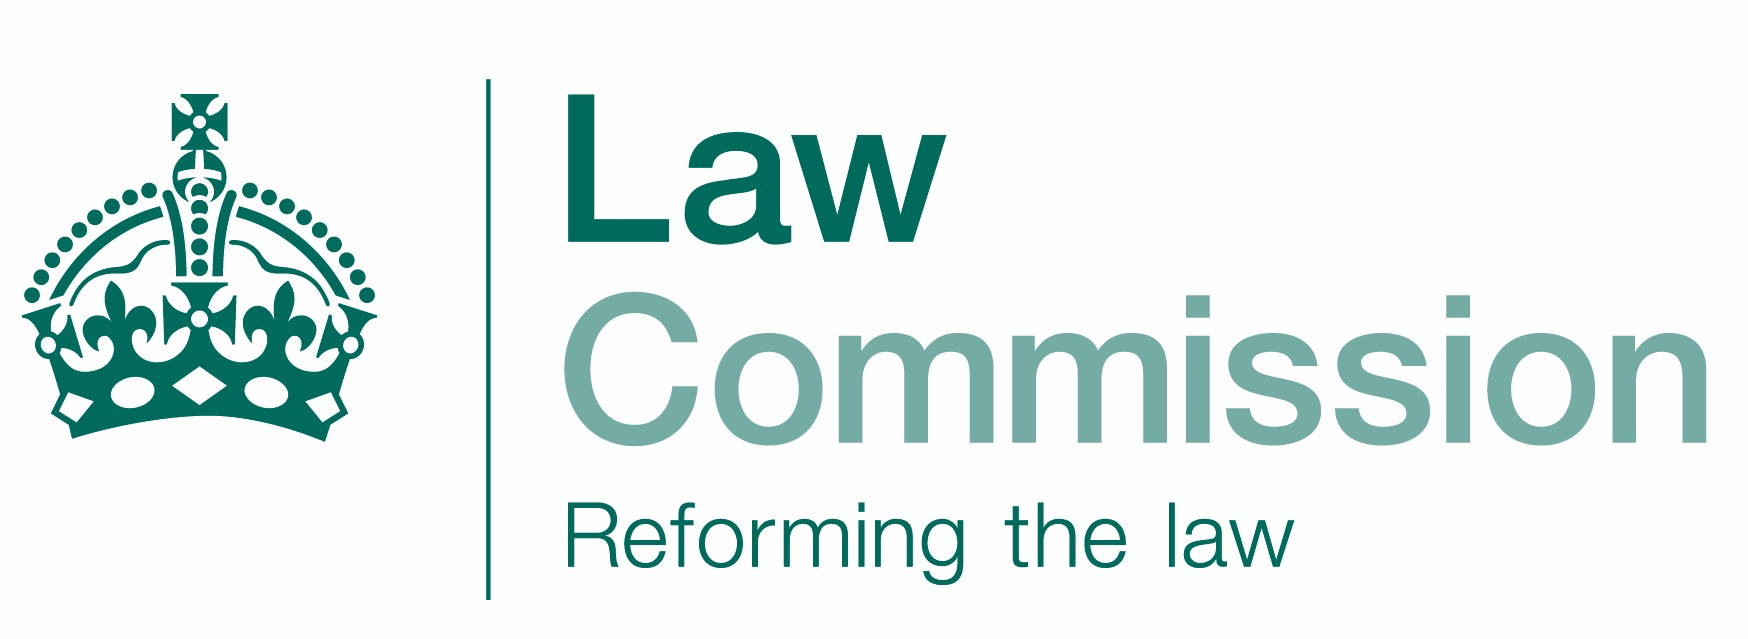 Law
Commission
Reforming the law